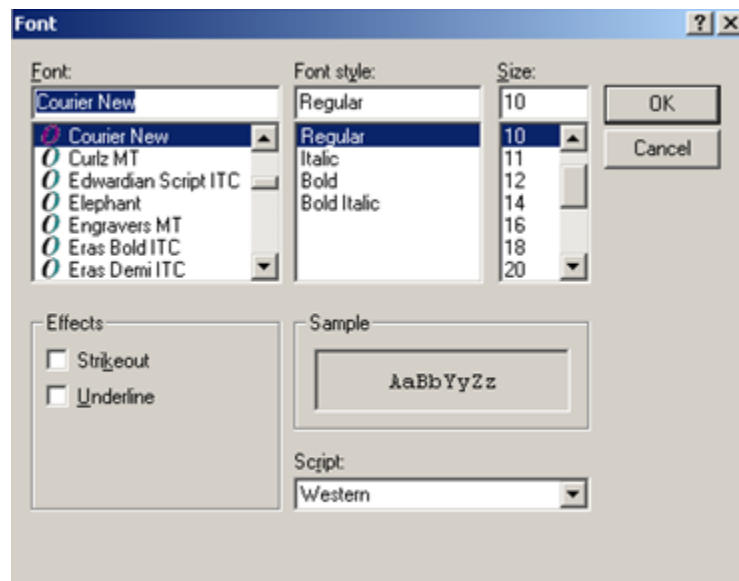 Font
Font: Font style: Size:
Courier New Regular 10 OK
Courier New Regular 10 Cancel
Curlz MT Italic 11
Edwardian Script ITC Bold 12
Elephant Bold Italic 14
Engravers MT 16
Eras Bold ITC 18
Eras Demi ITC 20
Effects Sample
Strikeout AaBbYyZz
Underline
Script:
Western